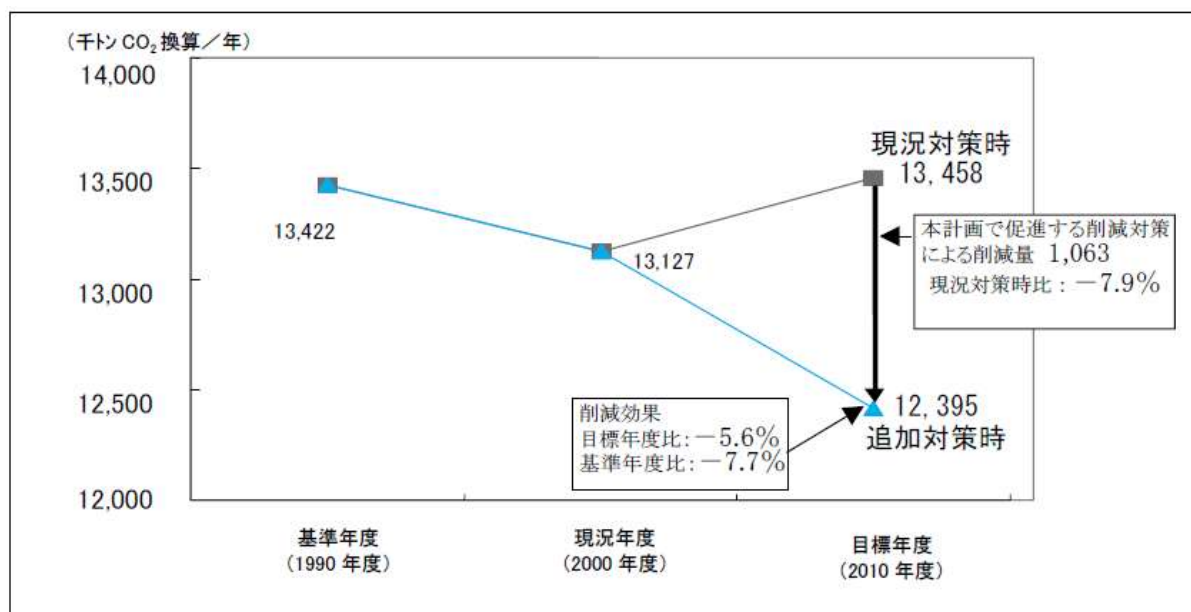 (千トン CO₂ 換算／年)
14,000
13,500
13,000
12,500
12,000
13,422
13,127
現況対策時
13,458
本計画で促進する削減対策
による削減量 1,063
現況対策時比：－7.9%
削減効果
目標年度比：－5.6%
基準年度比：－7.7%
12,395
追加対策時
基準年度
（1990 年度）
現況年度
（2000 年度）
目標年度
（2010 年度）